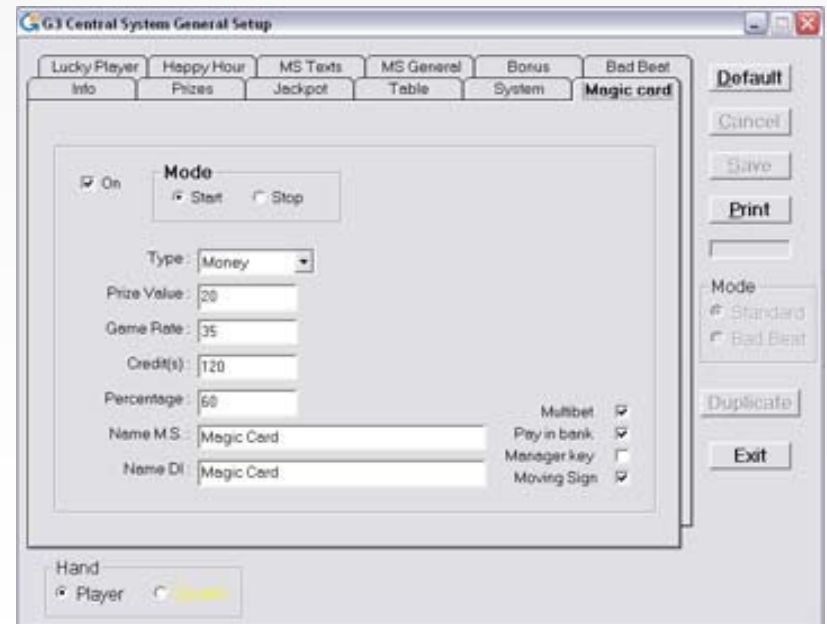 G3 Central System General Setup
Lucky Player Happy Hour MS Texts MS General Bonus Bad Beat
Info Prizes Jackpot Table System Magic card
Default
Cancel
Save
Print
On
Mode
Start Stop
Type : Money
Prize Value : 20
Game Rate : 35
Credit(s) : 120
Percentage : 60
Name M.S. : Magic Card
Name DI : Magic Card
Multibet
Pay in bank
Manager key
Moving Sign
Mode
Standard
Bad Beat
Duplicate
Exit
Hand
Player